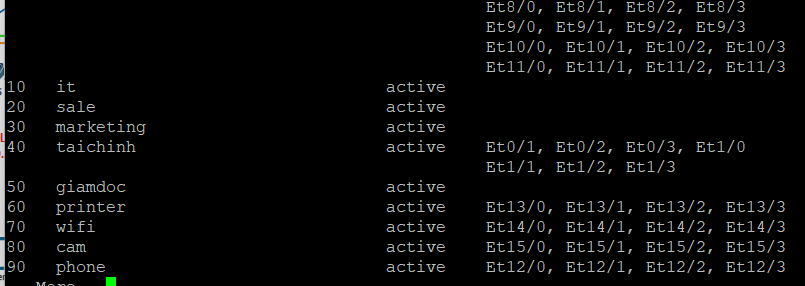 Et8/0, Et8/1, Et8/2, Et8/3
Et9/0, Et9/1, Et9/2, Et9/3
Et10/0, Et10/1, Et10/2, Et10/3
Et11/0, Et11/1, Et11/2, Et11/3
10 it active
20 sale active
30 marketing active
40 taichinh active Et0/1, Et0/2, Et0/3, Et1/0
Et1/1, Et1/2, Et1/3
50 giamdoc active
60 printer active Et13/0, Et13/1, Et13/2, Et13/3
70 wifi active Et14/0, Et14/1, Et14/2, Et14/3
80 cam active Et15/0, Et15/1, Et15/2, Et15/3
90 phone active Et12/0, Et12/1, Et12/2, Et12/3
More